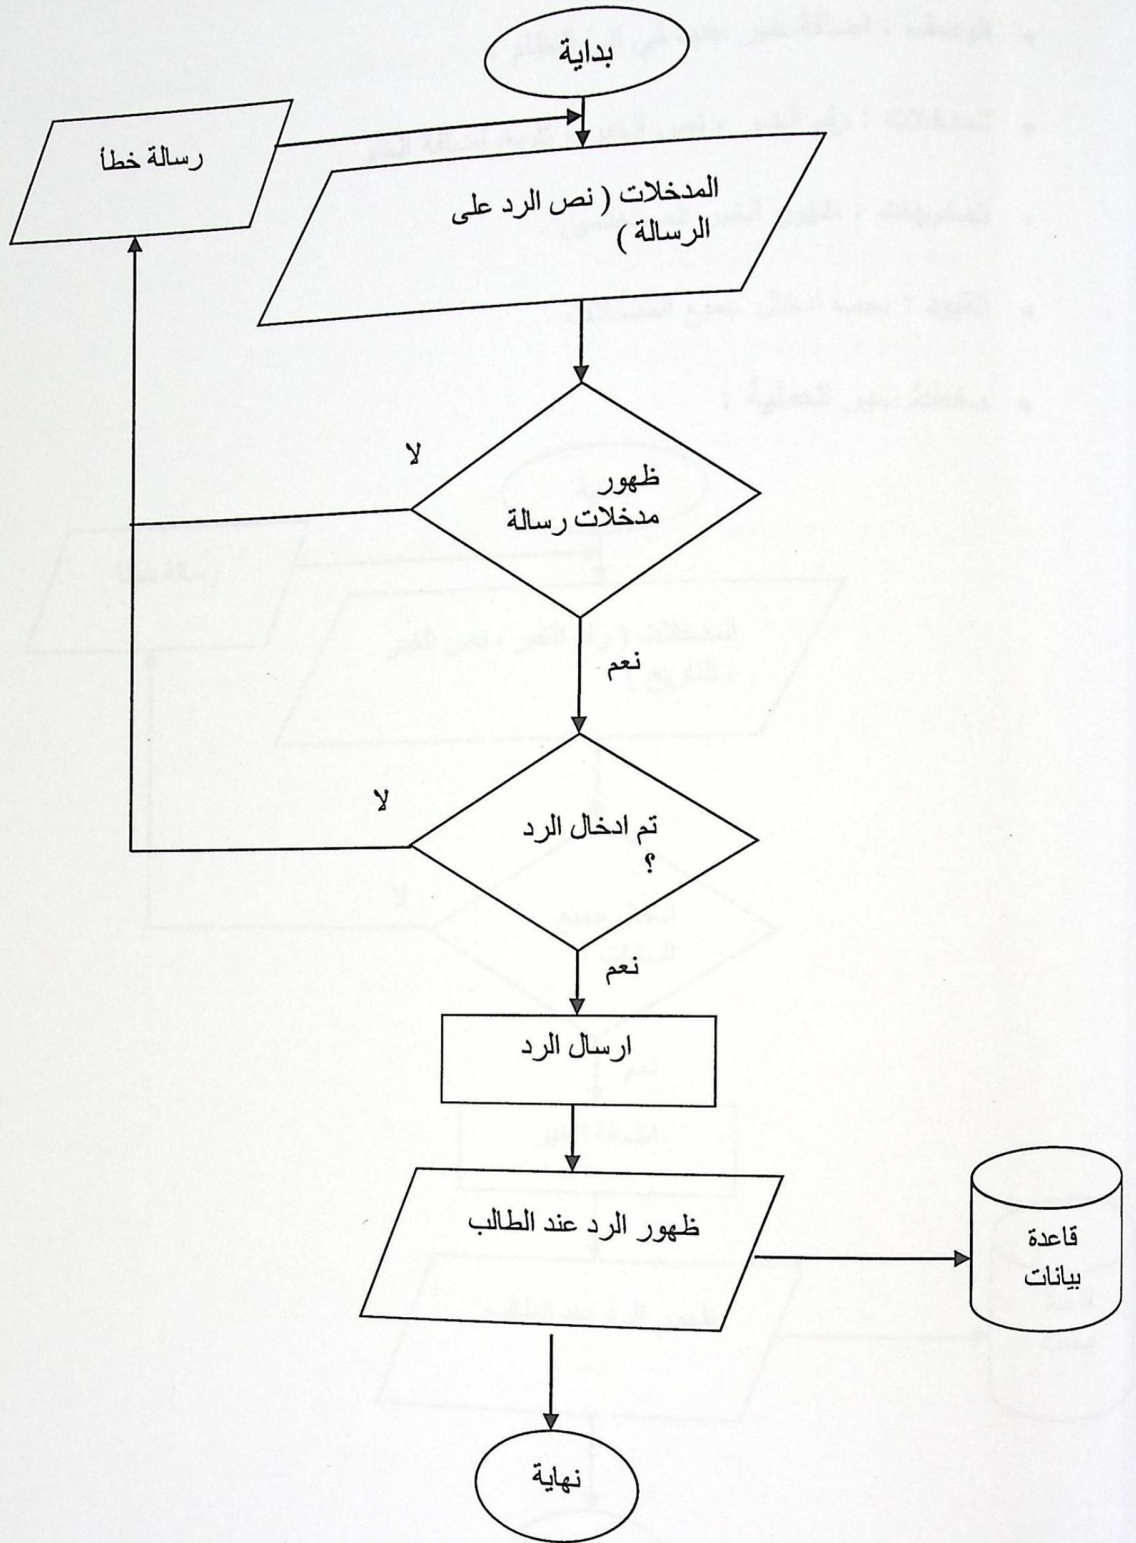 بداية
رسالة خطأ
المدخلات ( نص الرد على
الرسالة )
لا
ظهور
مدخلات رسالة
نعم
لا
تم ادخال الرد
؟
نعم
ارسال الرد
ظهور الرد عند الطالب
قاعدة
بيانات
نهاية